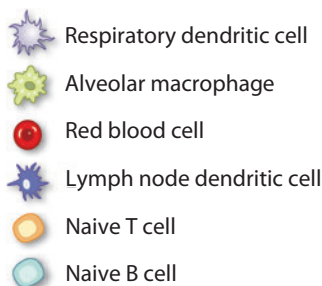 Respiratory dendritic cell
Alveolar macrophage
Red blood cell
Lymph node dendritic cell
Naive T cell
Naive B cell